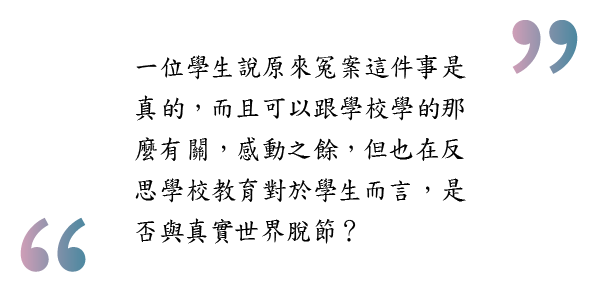 一位學生說原來冤案這件事是
真的，而且可以跟學校學的那
麼有關，感動之餘，但也在反
思學校教育對於學生而言，是
否與真實世界脫節？